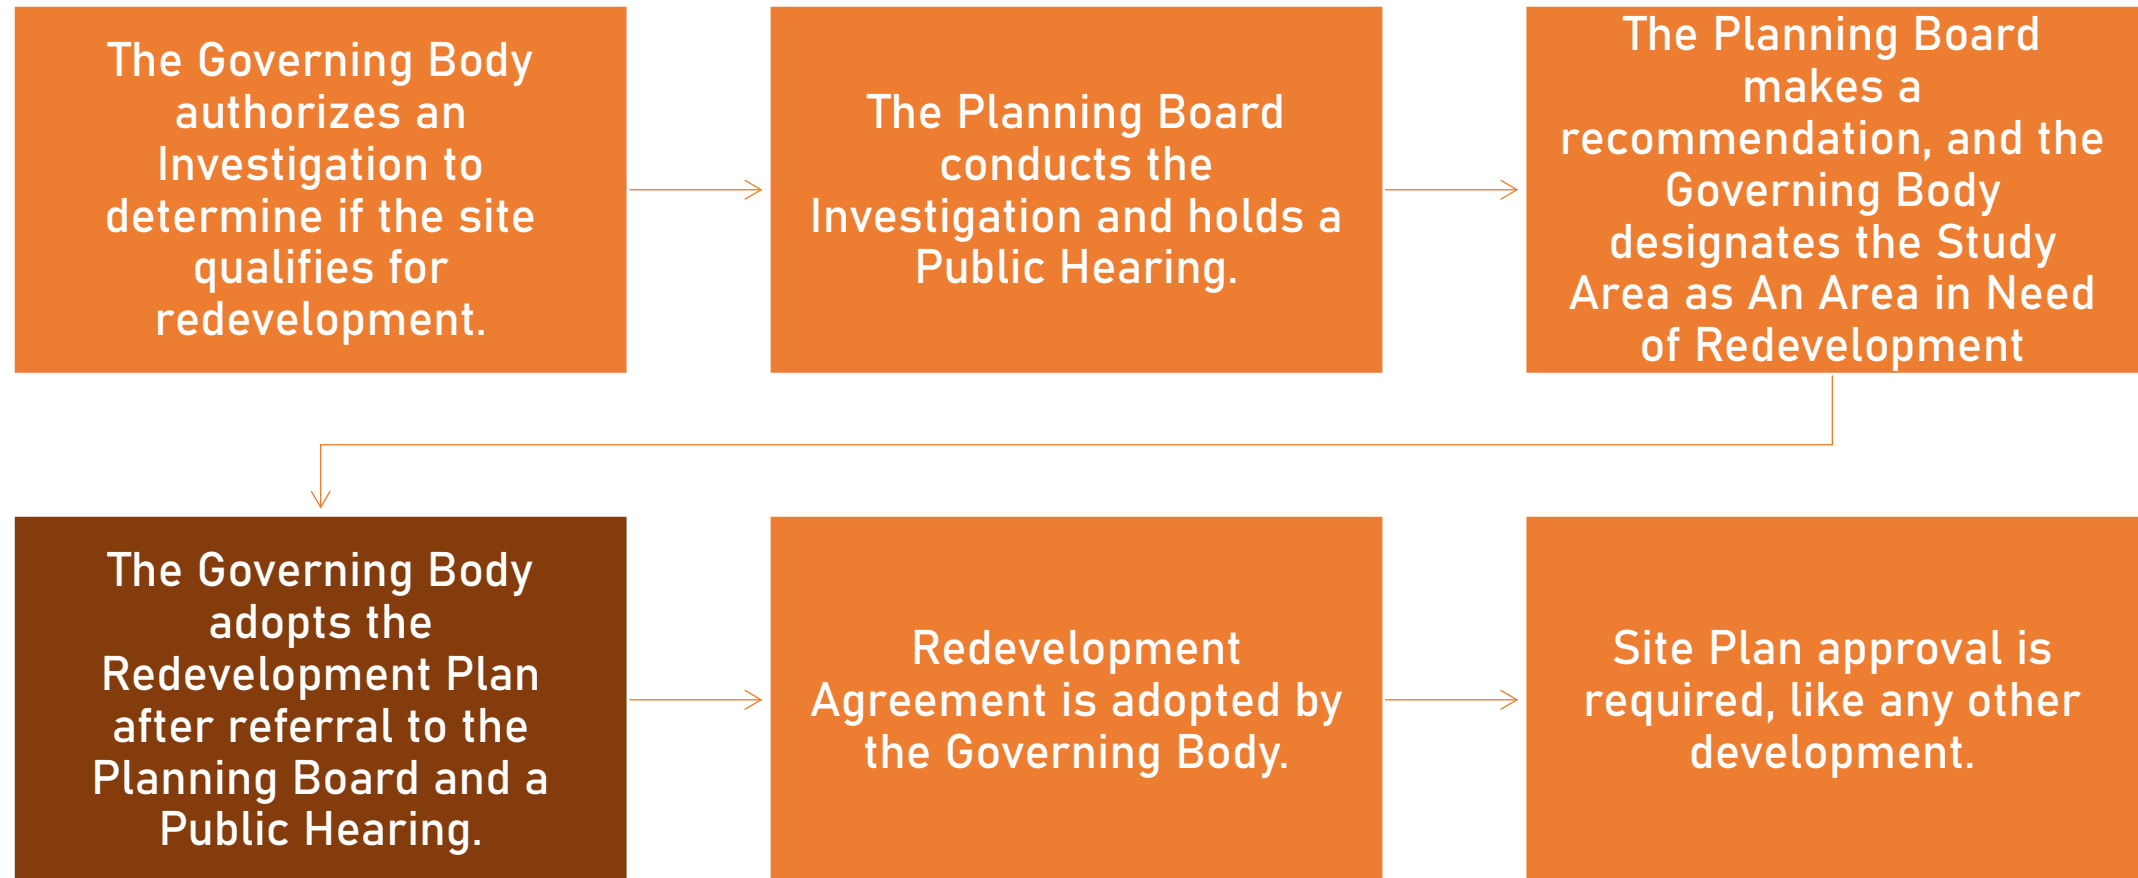 The Governing Body
authorizes an
Investigation to
determine if the site
qualifies for
redevelopment.
The Planning Board
conducts the
Investigation and holds a
Public Hearing.
The Planning Board
makes a
recommendation, and the
Governing Body
designates the Study
Area as An Area in Need
of Redevelopment
The Governing Body
adopts the
Redevelopment Plan
after referral to the
Planning Board and a
Public Hearing.
Redevelopment
Agreement is adopted by
the Governing Body.
Site Plan approval is
required, like any other
development.